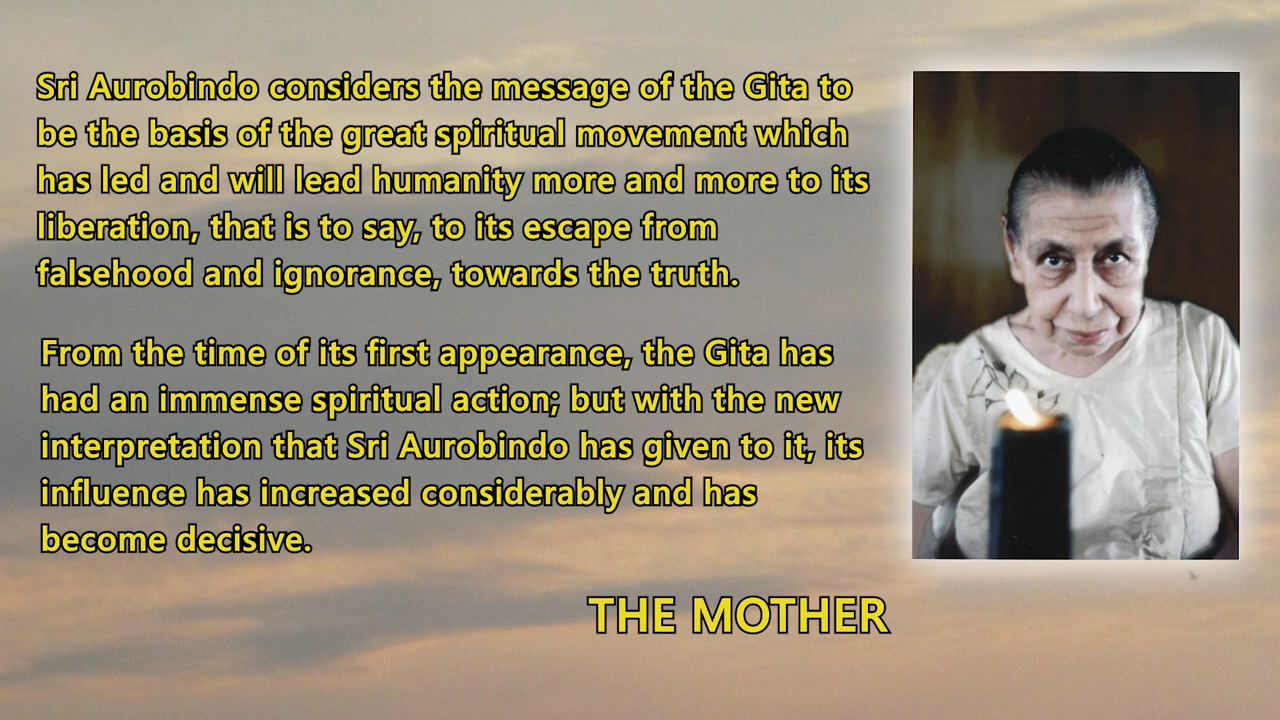 Sri Aurobindo considers the message of the Gita to
be the basis of the great spiritual movement which
has led and will lead humanity more and more to its
liberation, that is to say, to its escape from
falsehood and ignorance, towards the truth.
From the time of its first appearance, the Gita has
had an immense spiritual action; but with the new
interpretation that Sri Aurobindo has given to it, its
influence has increased considerably and has
become decisive.
THE MOTHER